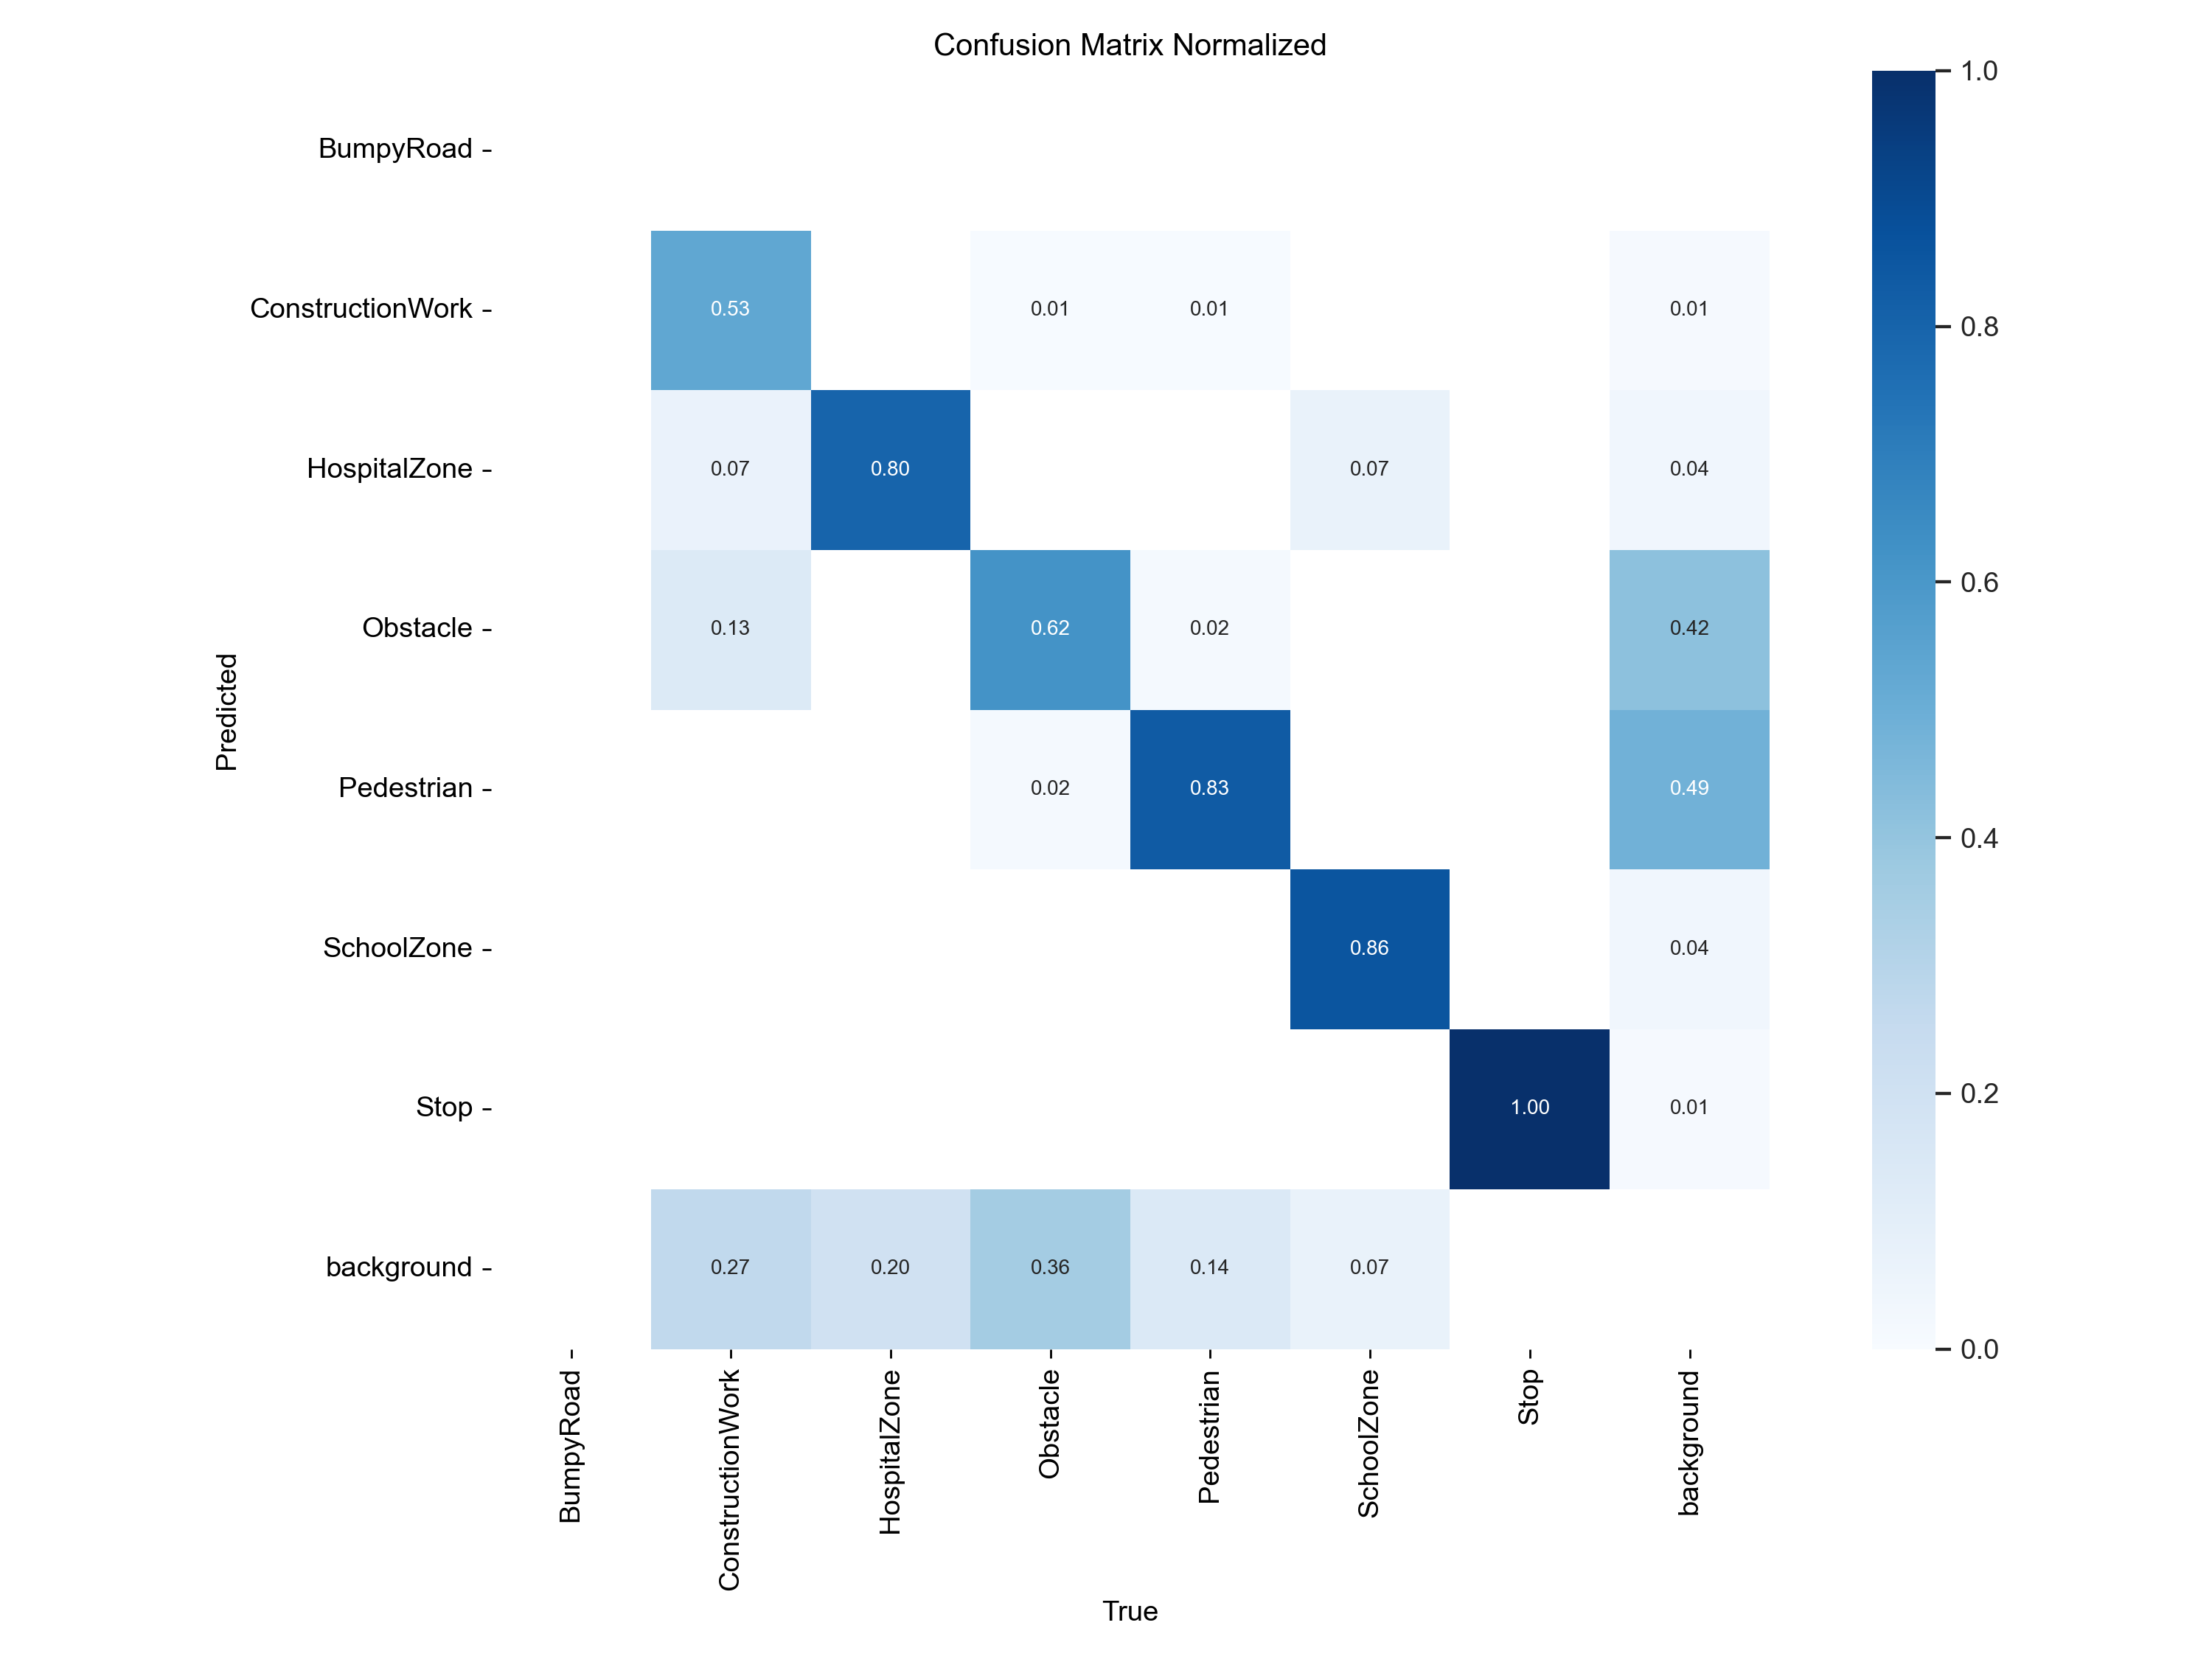 Confusion Matrix Normalized
BumpyRoad
ConstructionWork 0.53 0.01 0.01 0.01
HospitalZone 0.07 0.80 0.07 0.04
Obstacle 0.13 0.62 0.02 0.42
Pedestrian 0.02 0.83 0.49
SchoolZone 0.86 0.04
Stop 1.00 0.01
background 0.27 0.20 0.36 0.14 0.07
Predicted
BumpyRoad
ConstructionWork
HospitalZone
Obstacle
Pedestrian
SchoolZone
Stop
background
True
1.0
0.8
0.6
0.4
0.2
0.0